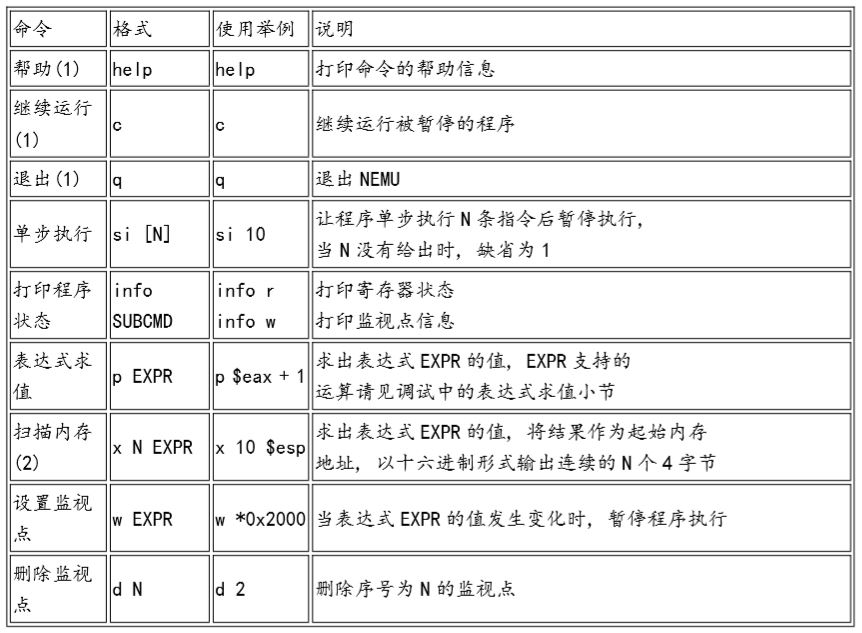 命令 格式 使用举例 说明
帮助(1) help help 打印命令的帮助信息
继续运行
(1)
c c 继续运行被暂停的程序
退出(1) q q 退出 NEMU
单步执行 si [N] si 10
让程序单步执行 N 条指令后暂停执行,
当 N 没有给出时, 缺省为 1
打印程序 info info r 打印寄存器状态
状态 SUBCMD info w 打印监视点信息
表达式求
值
p EXPR p $eax + 1
求出表达式 EXPR 的值, EXPR 支持的
运算请见调试中的表达式求值小节
扫描内存
(2)
x N EXPR x 10 $esp
求出表达式 EXPR 的值, 将结果作为起始内存
地址, 以十六进制形式输出连续的 N 个 4 字节
设置监视
点
w EXPR w *0x2000 当表达式 EXPR 的值发生变化时, 暂停程序执行
删除监视
点
d N d 2 删除序号为 N 的监视点